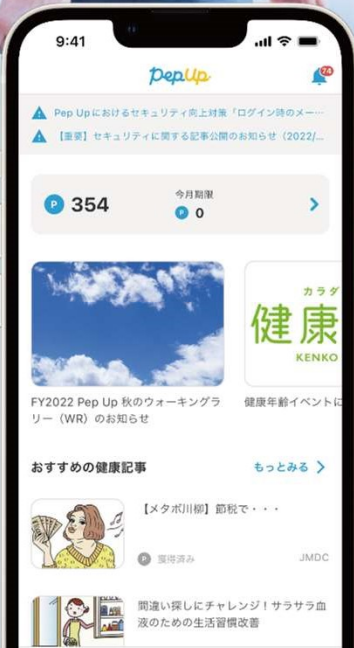 9:41
PepUp
74
Pep Upにおけるセキュリティ向上対策「ログイン時のメー…
【重要】セキュリティに関する記事公開のお知らせ（2022/...
P 354
今月期限
P 0
カラダ
健康
KENKO
FY2022 Pep Up 秋のウォーキングラ
リー（WR）のお知らせ
健康年齢イベントに
おすすめの健康記事
もっとみる
【メタボ川柳】節税で・・・
P 獲得済み
JMDC
間違い探しにチャレンジ！サラサラ血
液のための生活習慣改善